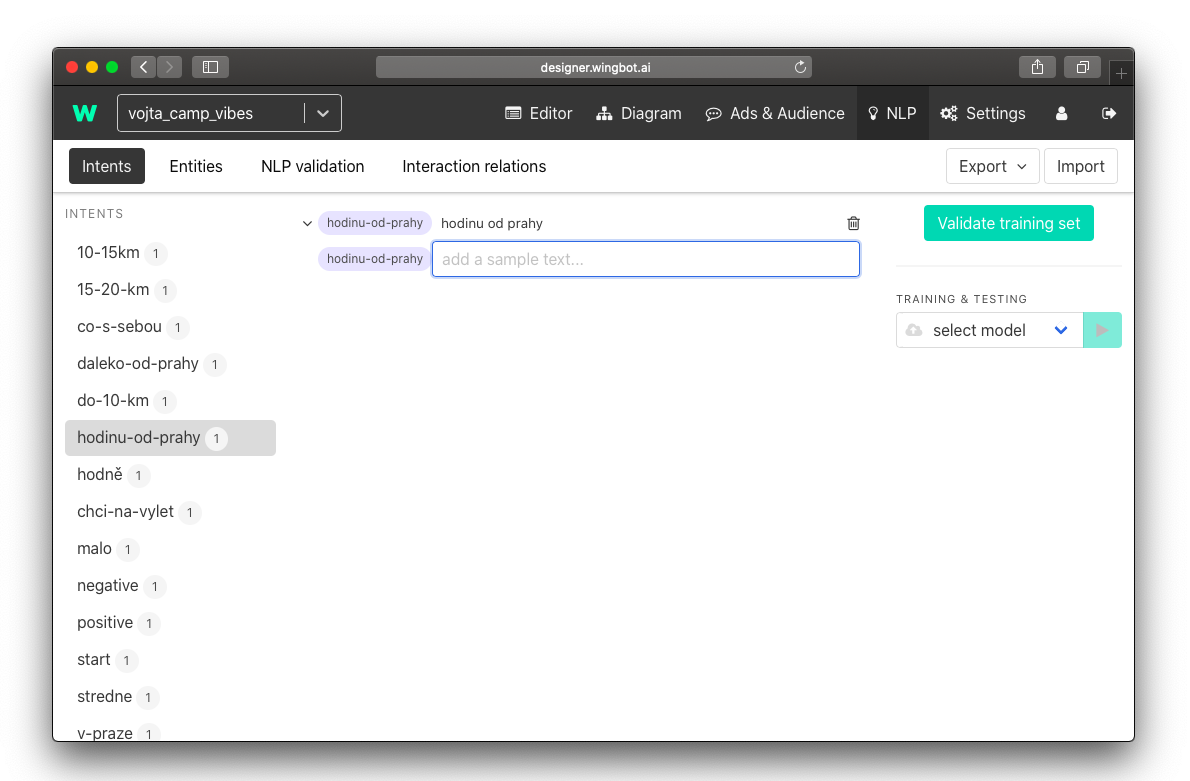 designer.wingbot.ai
W vojta_camp_vibes Editor Diagram Ads & Audience NLP Settings
Intents Entities NLP validation Interaction relations Export Import
INTENTS
10-15km 1
15-20-km 1
co-s-sebou 1
daleko-od-prahy 1
do-10-km 1
hodinu-od-prahy 1
hodně 1
chci-na-vylet 1
malo 1
negative 1
positive 1
start 1
stredne 1
v-praze 1
hodinu-od-prahy hodinu od prahy
hodinu-od-prahy add a sample text...
Validate training set
TRAINING & TESTING
select model